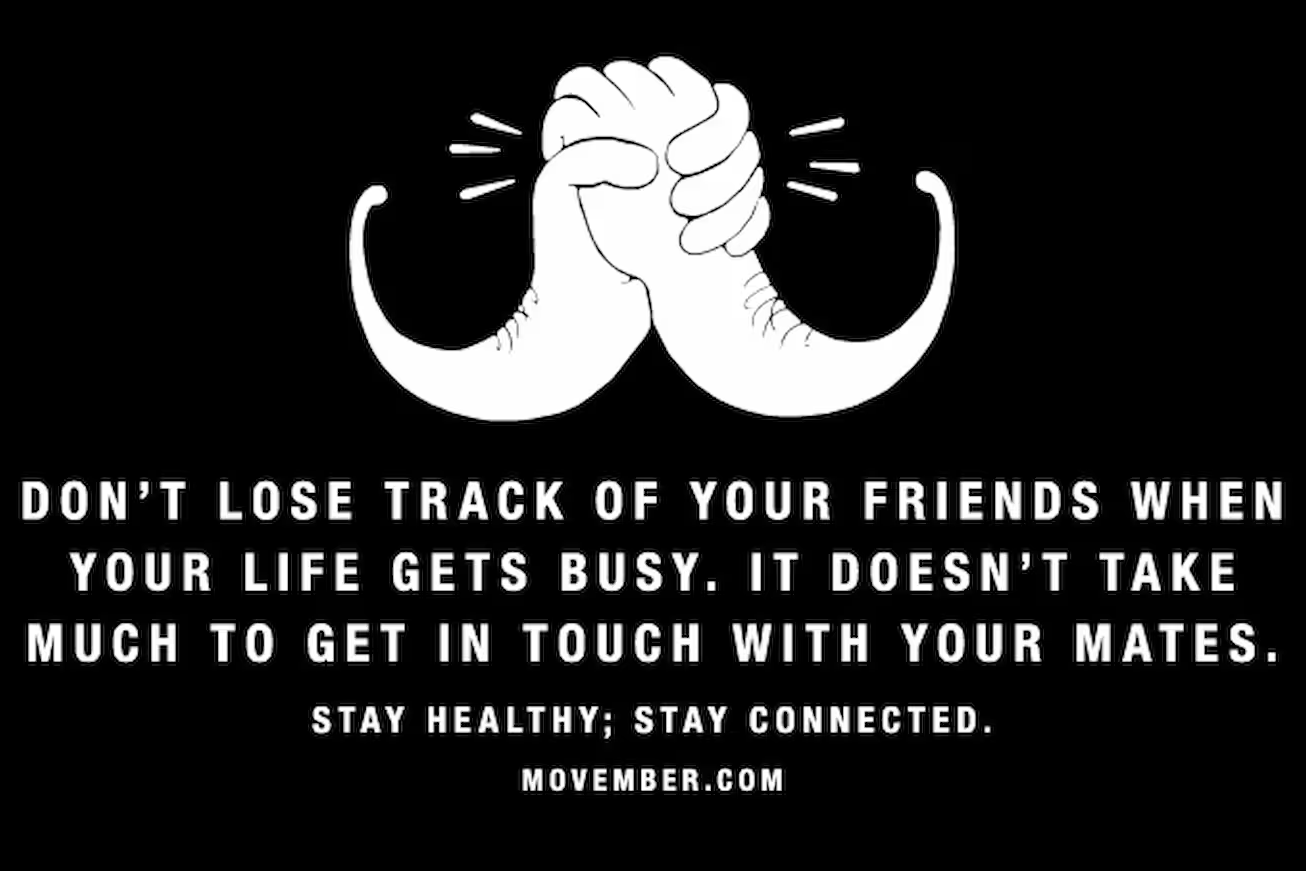 DON’T LOSE TRACK OF YOUR FRIENDS WHEN
YOUR LIFE GETS BUSY. IT DOESN’T TAKE
MUCH TO GET IN TOUCH WITH YOUR MATES.
STAY HEALTHY; STAY CONNECTED.
MOVEMBER.COM